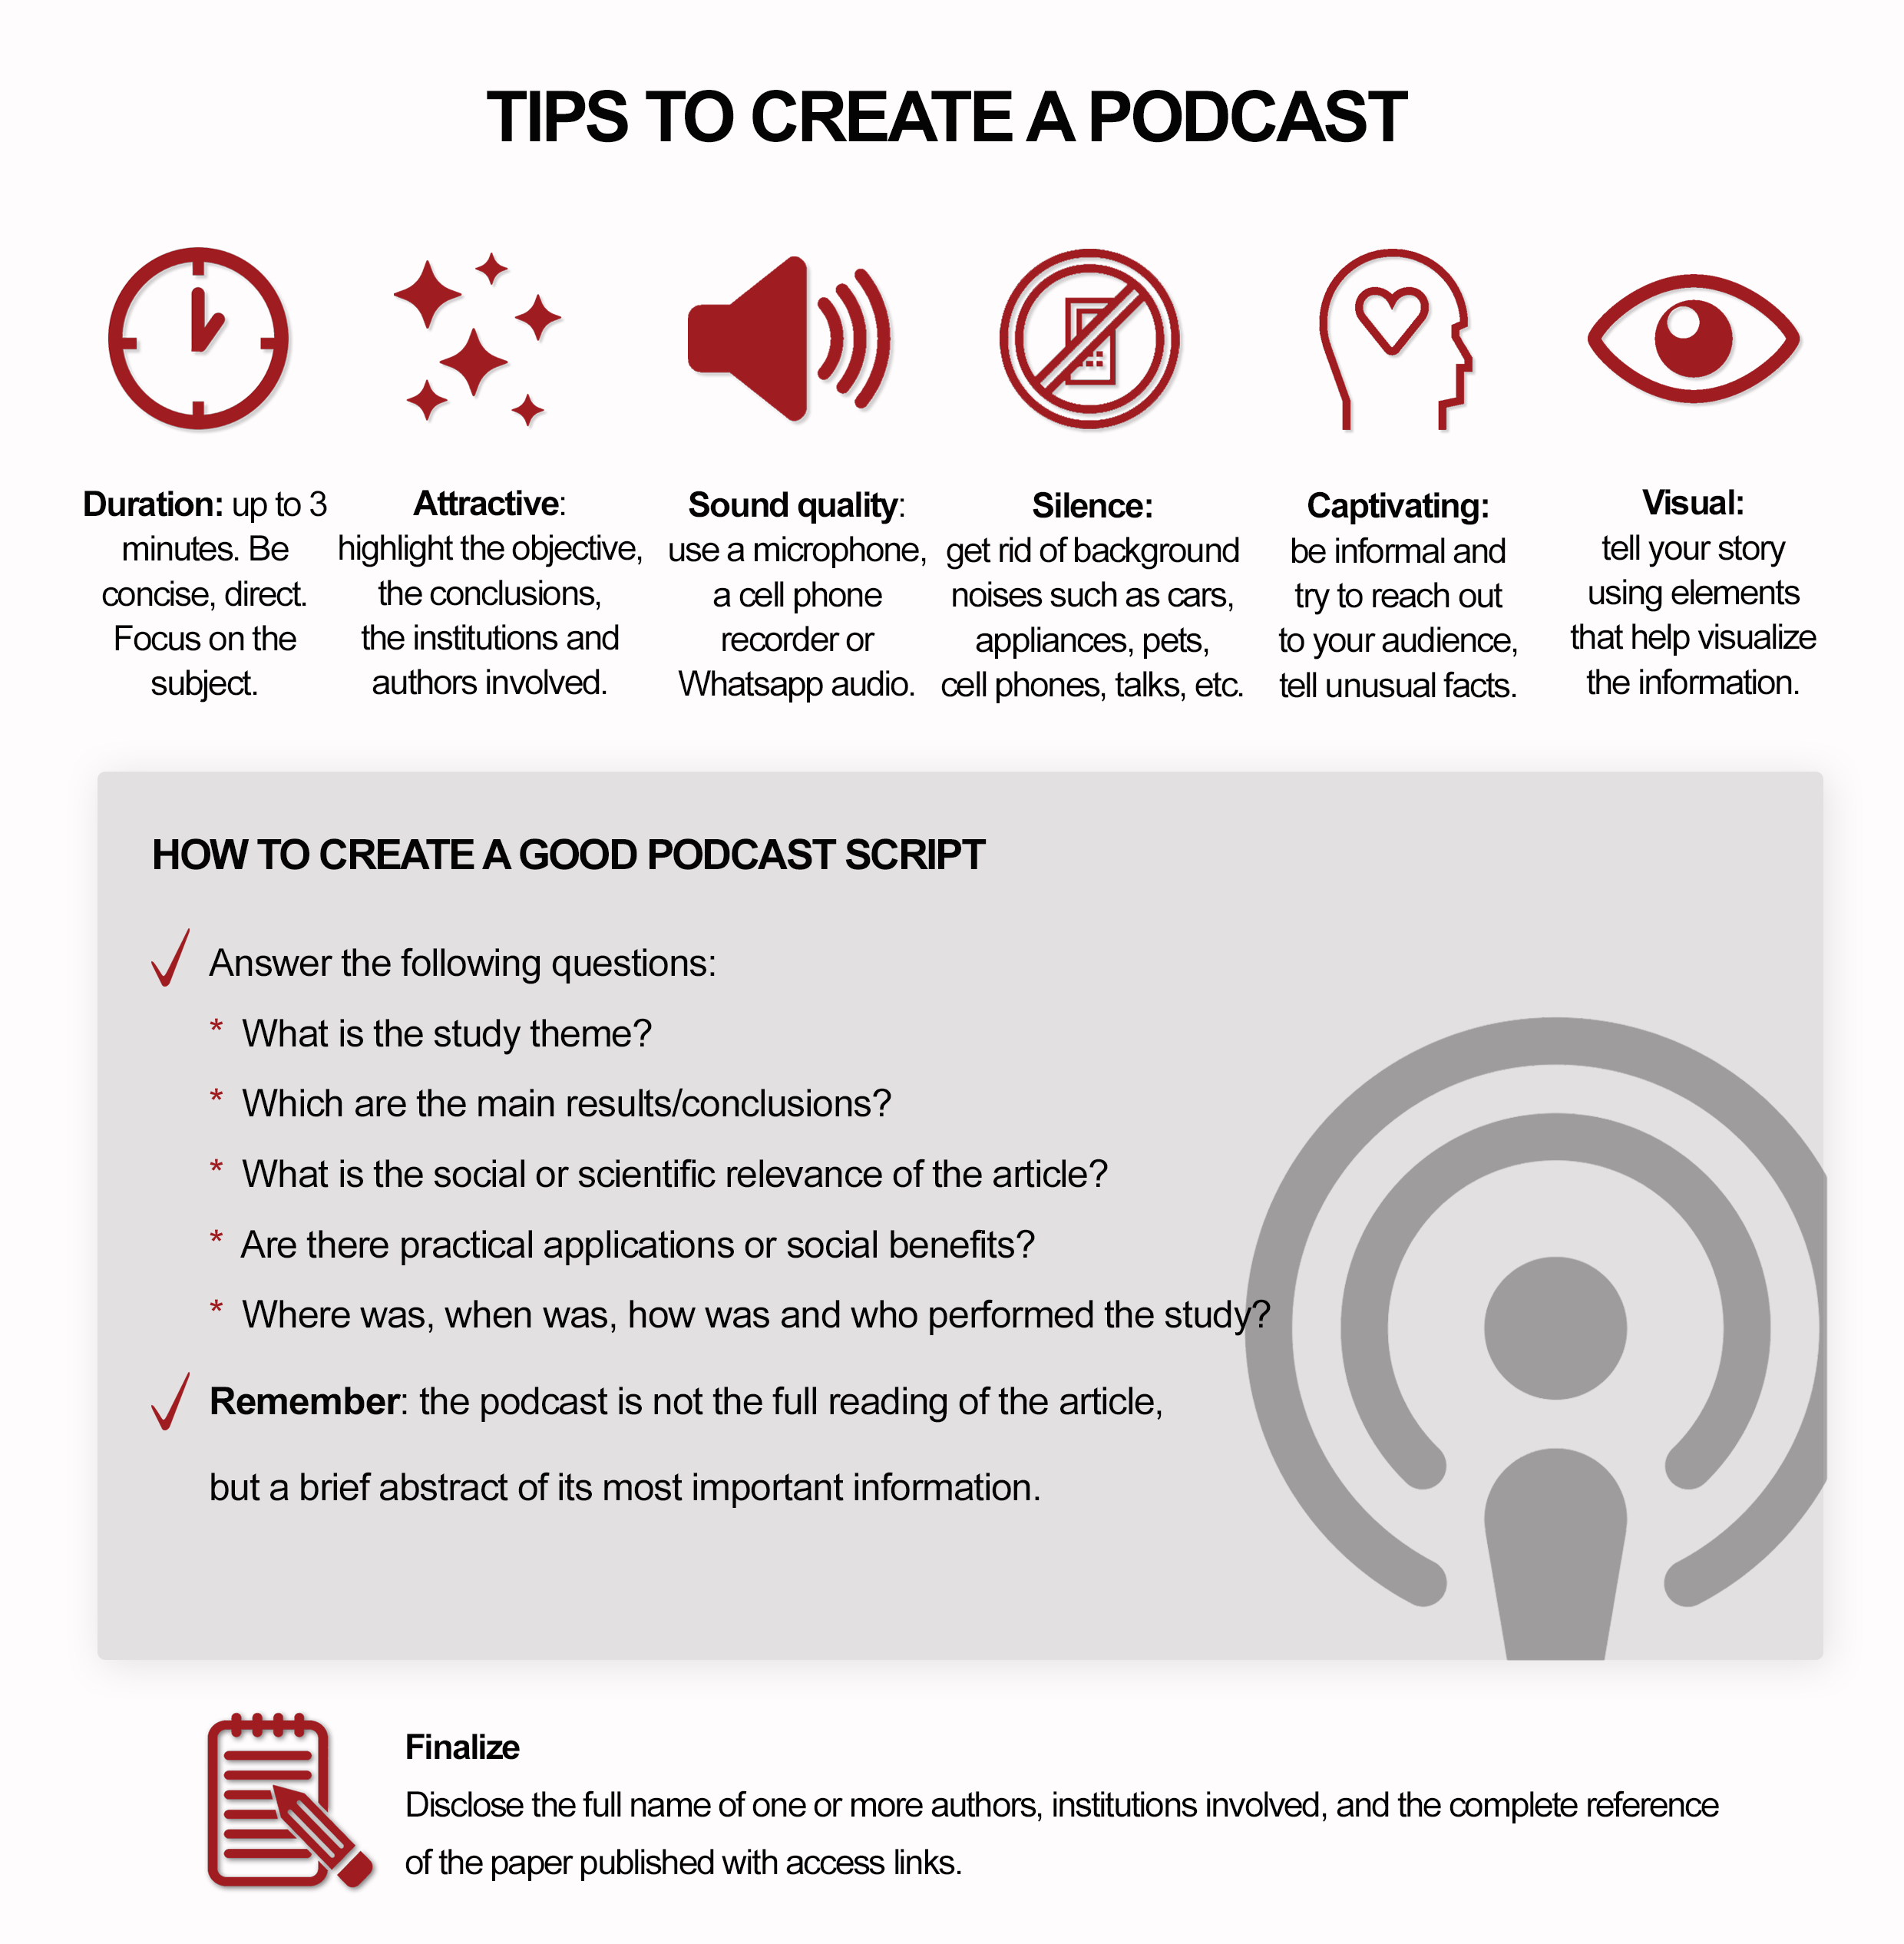 TIPS TO CREATE A PODCAST
Duration: up to 3
minutes. Be
concise, direct.
Focus on the
subject.
Attractive:
highlight the objective,
the conclusions,
the institutions and
authors involved.
Sound quality:
use a microphone,
a cell phone
recorder or
Whatsapp audio.
Silence:
get rid of background
noises such as cars,
appliances, pets,
cell phones, talks, etc.
Captivating:
be informal and
try to reach out
to your audience,
tell unusual facts.
Visual:
tell your story
using elements
that help visualize
the information.
HOW TO CREATE A GOOD PODCAST SCRIPT
Answer the following questions:
* What is the study theme?
* Which are the main results/conclusions?
* What is the social or scientific relevance of the article?
* Are there practical applications or social benefits?
* Where was, when was, how was and who performed the study?
Remember: the podcast is not the full reading of the article,
but a brief abstract of its most important information.
Finalize
Disclose the full name of one or more authors, institutions involved, and the complete reference
of the paper published with access links.